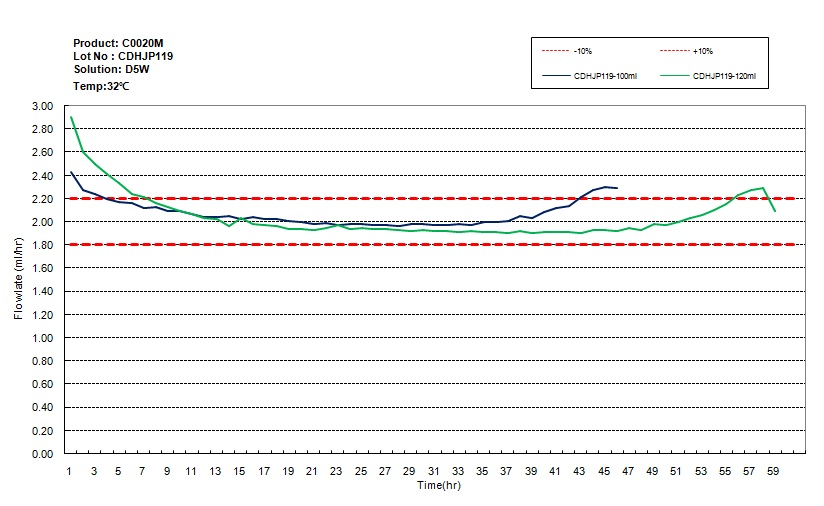 Product: C0020M
Lot No : CDHJP119
Solution: D5W
Temp:32℃
-10% +10%
CDHJP119-100ml CDHJP119-120ml
3.00
2.80
2.60
2.40
2.20
2.00
1.80
1.60
1.40
1.20
1.00
0.80
0.60
0.40
0.20
0.00
Flowlate (ml/hr)
1 3 5 7 9 11 13 15 17 19 21 23 25 27 29 31 33 35 37 39 41 43 45 47 49 51 53 55 57 59
Time(hr)